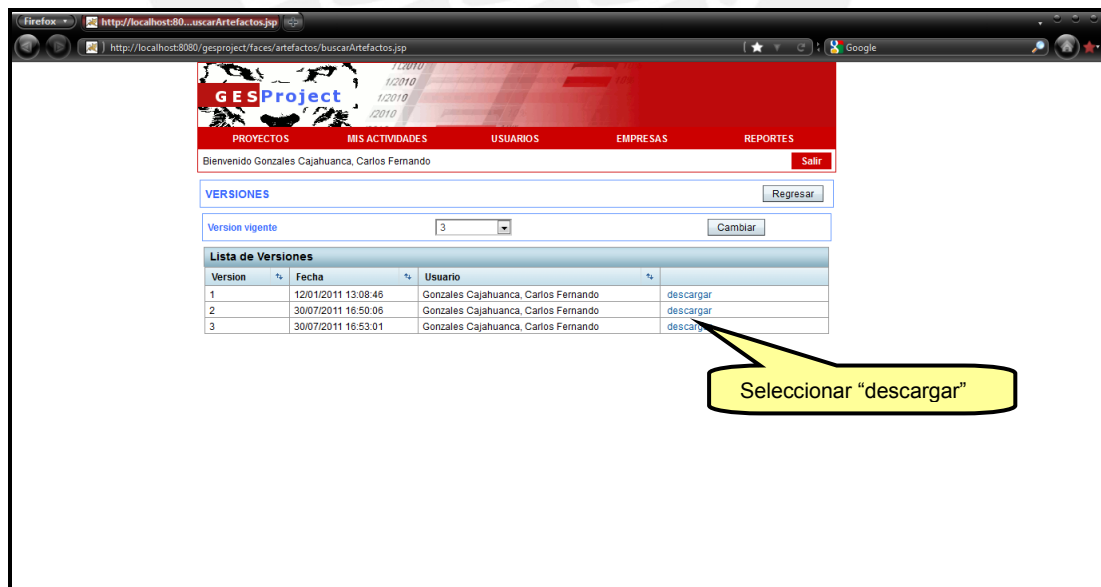 Firefox
http://localhost:80...uscarArtefactos.jsp
http://localhost:8080/gesproject/faces/artefactos/buscarArtefactos.jsp
Google
1/2010
1/2010
1/2010
/2010
GESProject
PROYECTOS MIS ACTIVIDADES USUARIOS EMPRESAS REPORTES
Bienvenido Gonzales Cajahuanca, Carlos Fernando Salir
VERSIONES Regresar
Version vigente 3 Cambiar
Lista de Versiones
Version Fecha Usuario
1 12/01/2011 13:08:46 Gonzales Cajahuanca, Carlos Fernando descargar
2 30/07/2011 16:50:06 Gonzales Cajahuanca, Carlos Fernando descargar
3 30/07/2011 16:53:01 Gonzales Cajahuanca, Carlos Fernando descargar
Seleccionar “descargar”